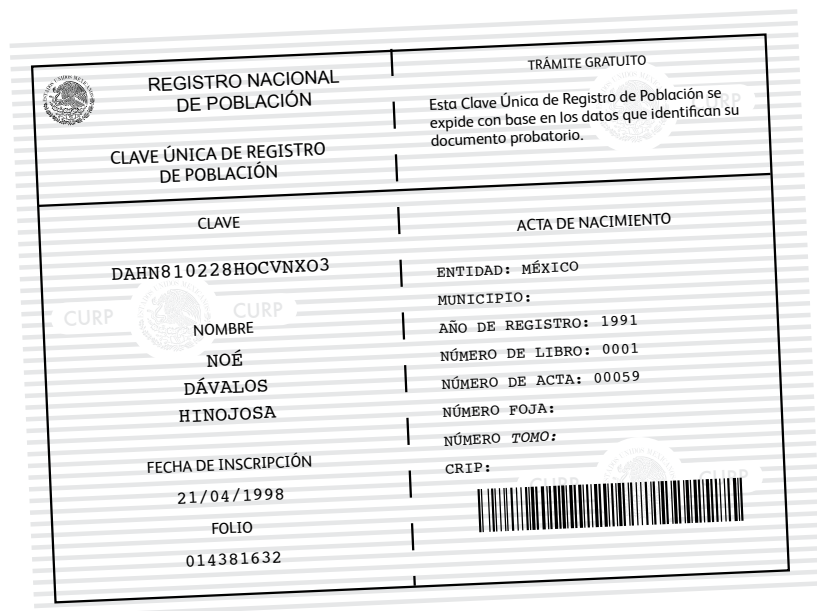 REGISTRO NACIONAL
DE POBLACIÓN
CLAVE ÚNICA DE REGISTRO
DE POBLACIÓN
TRÁMITE GRATUITO
Esta Clave Única de Registro de Población se
expide con base en los datos que identifican su
documento probatorio.
CURP
CLAVE
DAHN810228HOCVNXO3
CURP
CURP
NOMBRE
NOÉ
DÁVALOS
HINOJOSA
FECHA DE INSCRIPCIÓN
21/04/1998
FOLIO
014381632
ACTA DE NACIMIENTO
ENTIDAD: MÉXICO
MUNICIPIO:
AÑO DE REGISTRO: 1991
NÚMERO DE LIBRO: 0001
NÚMERO DE ACTA: 00059
NÚMERO FOJA:
NÚMERO TOMO:
CRIP:
CURP
CURP